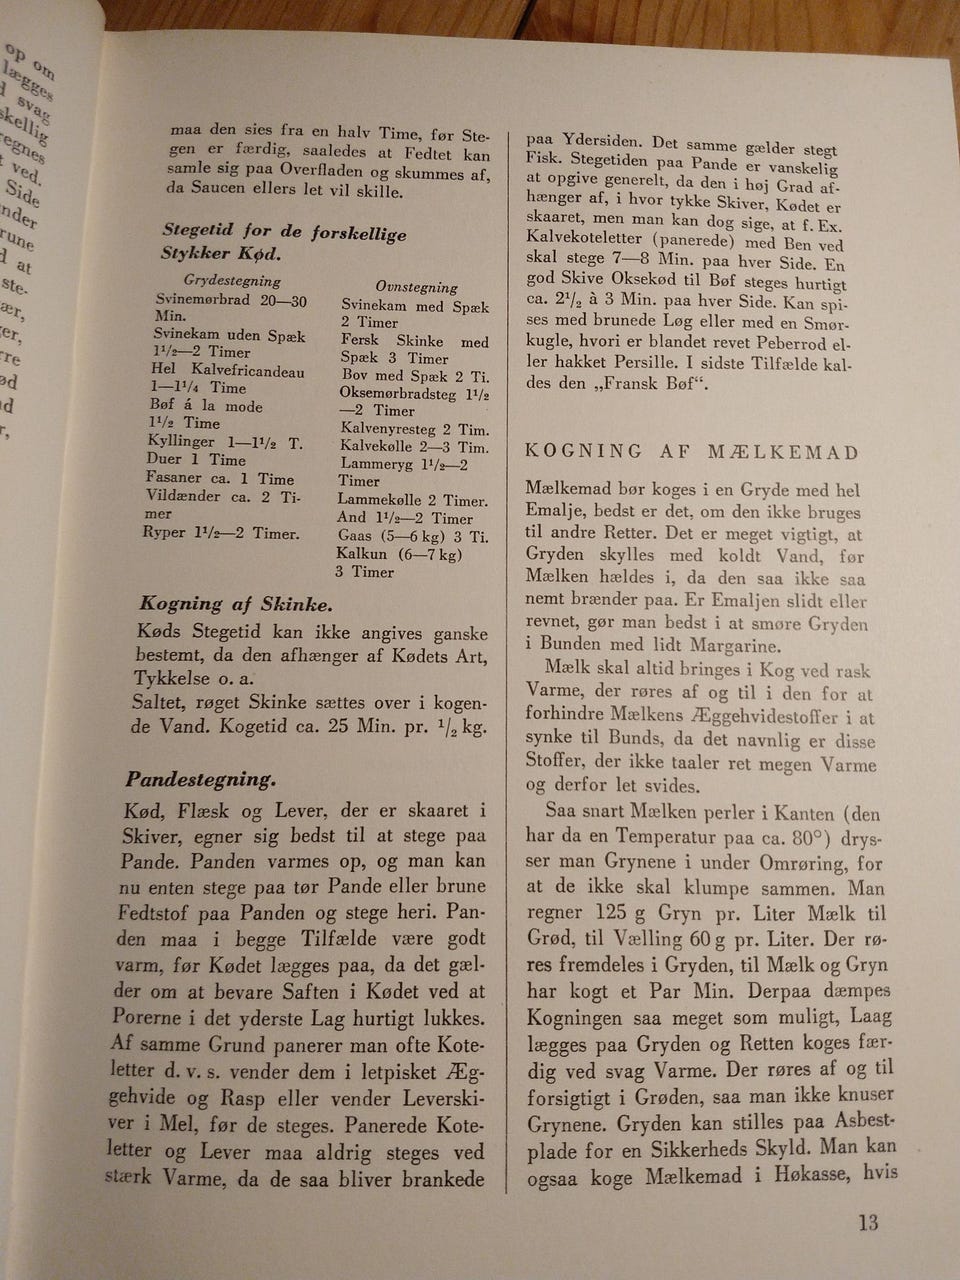 op om
lægges
svag
skellig
regnes
ved.
Side
nder
rune
d at
ste-
ær,
er,
rre
ød
d
r,
maa den sies fra en halv Time, før Ste-
gen er færdig, saaledes at Fedtet kan
samle sig paa Overfladen og skummes af,
da Saucen ellers let vil skille.
Stegetid for de forskellige
Stykker Kød.
Grydestegning
Svinemørbrad 20—30
Min.
Svinekam uden Spæk
1½—2 Timer
Hel Kalvefricandeau
1—1¼ Time
Bøf á la mode
1½ Time
Kyllinger 1—1½ T.
Duer 1 Time
Fasaner ca. 1 Time
Vildænder ca. 2 Ti-
mer
Ryper 1½—2 Timer.
Ovnstegning
Svinekam med Spæk
2 Timer
Fersk Skinke med
Spæk 3 Timer
Bov med Spæk 2 Ti.
Oksemørbradsteg 1½
—2 Timer
Kalvenyresteg 2 Tim.
Kalvekølle 2—3 Tim.
Lammeryg 1½—2
Timer
Lammekølle 2 Timer.
And 1½—2 Timer
Gaas (5—6 kg) 3 Ti.
Kalkun (6—7 kg)
3 Timer
Kogning af Skinke.
Køds Stegetid kan ikke angives ganske
bestemt, da den afhænger af Kødets Art,
Tykkelse o. a.
Saltet, røget Skinke sættes over i kogen-
de Vand. Kogetid ca. 25 Min. pr. ½ kg.
Pandestegning.
Kød, Flæsk og Lever, der er skaaret i
Skiver, egner sig bedst til at stege paa
Pande. Panden varmes op, og man kan
nu enten stege paa tør Pande eller brune
Fedtstof paa Panden og stege heri. Pan-
den maa i begge Tilfælde være godt
varm, før Kødet lægges paa, da det gæl-
der om at bevare Saften i Kødet ved at
Porerne i det yderste Lag hurtigt lukkes.
Af samme Grund panerer man ofte Kote-
letter d. v. s. vender dem i letpisket Æg-
gehvide og Rasp eller vender Leverski-
ver i Mel, før de steges. Panerede Kote-
letter og Lever maa aldrig steges ved
stærk Varme, da de saa bliver brankede
paa Ydersiden. Det samme gælder stegt
Fisk. Stegetiden paa Pande er vanskelig
at opgive generelt, da den i høj Grad af-
hænger af, i hvor tykke Skiver, Kødet er
skaaret, men man kan dog sige, at f. Ex.
Kalvekoteletter (panerede) med Ben ved
skal stege 7—8 Min. paa hver Side. En
god Skive Oksekød til Bøf steges hurtigt
ca. 2½ à 3 Min. paa hver Side. Kan spi-
ses med brunede Løg eller med en Smør-
kugle, hvori er blandet revet Peberrod el-
ler hakket Persille. I sidste Tilfælde kal-
des den „Fransk Bøf“.
KOGNING AF MÆLKEMAD
Mælkemad bør koges i en Gryde med hel
Emalje, bedst er det, om den ikke bruges
til andre Retter. Det er meget vigtigt, at
Gryden skylles med koldt Vand, før
Mælken hældes i, da den saa ikke saa
nemt brænder paa. Er Emaljen slidt eller
revnet, gør man bedst i at smøre Gryden
i Bunden med lidt Margarine.
Mælk skal altid bringes i Kog ved rask
Varme, der røres af og til i den for at
forhindre Mælkens Æggehvidestoffer i at
synke til Bunds, da det navnlig er disse
Stoffer, der ikke taaler ret megen Varme
og derfor let svides.
Saa snart Mælken perler i Kanten (den
har da en Temperatur paa ca. 80°) drys-
ser man Grynene i under Omrøring, for
at de ikke skal klumpe sammen. Man
regner 125 g Gryn pr. Liter Mælk til
Grød, til Vælling 60 g pr. Liter. Der rø-
res fremdeles i Gryden, til Mælk og Gryn
har kogt et Par Min. Derpaa dæmpes
Kogningen saa meget som muligt, Laag
lægges paa Gryden og Retten koges fær-
dig ved svag Varme. Der røres af og til
forsigtigt i Grøden, saa man ikke knuser
Grynene. Gryden kan stilles paa Asbest-
plade for en Sikkerheds Skyld. Man kan
ogsaa koge Mælkemad i Høkasse, hvis
13